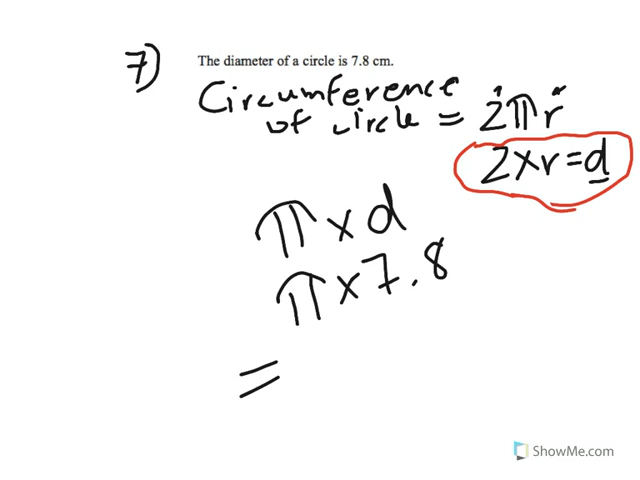 7) The diameter of a circle is 7.8 cm.
Circumference
of circle = 2πr
2×r=d
π×d
π×7.8
=
ShowMe.com